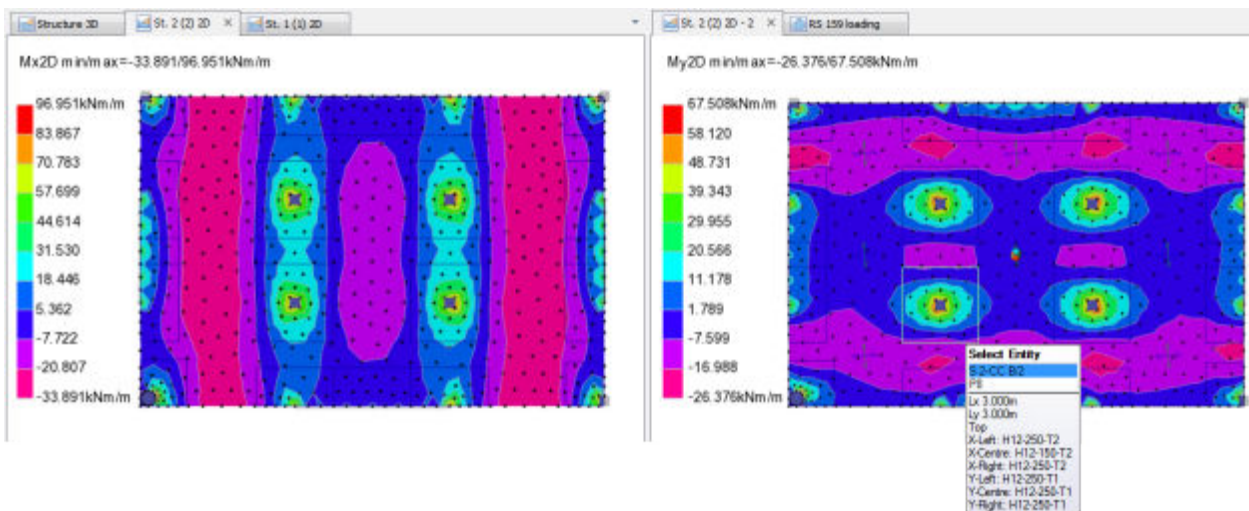 Structure 3D
St. 2 (2) 2D
St. 1 (1) 2D
Mx2D min/max=-33.891/96.951kNm/m
96.951kNm/m
83.867
70.783
57.699
44.614
31.530
18.446
5.362
-7.722
-20.807
-33.891kNm/m
St. 2 (2) 2D - 2
RS 159 loading
My2D min/max=-26.376/67.508kNm/m
67.508kNm/m
58.120
48.731
39.343
29.955
20.566
11.178
1.789
-7.599
-16.988
-26.376kNm/m
Select Entity
S 2-CC B/2
Lx 3.000m
Ly 3.000m
Top
X-Left: H12-250-T2
X-Centre: H12-150-T2
X-Right: H12-250-T2
Y-Left: H12-250-T1
Y-Centre: H12-250-T1
Y-Right: H12-250-T1